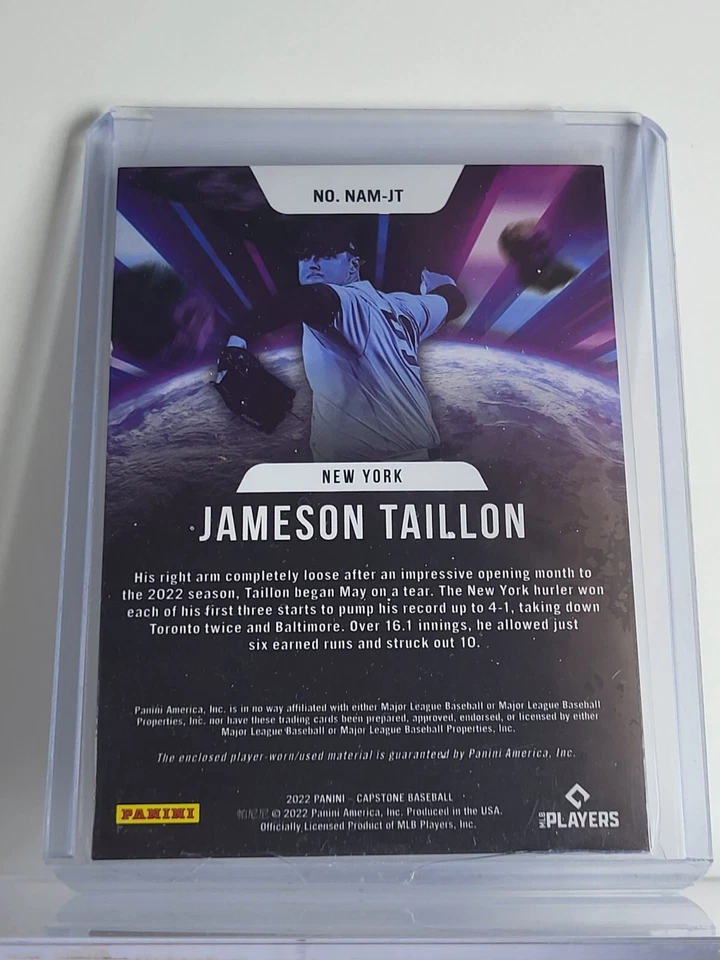 NO. NAM-JT
NEW YORK
JAMESON TAILLON
His right arm completely loose after an impressive opening month to
the 2022 season, Taillon began May on a tear. The New York hurler won
each of his first three starts to pump his record up to 4-1, taking down
Toronto twice and Baltimore. Over 16.1 innings, he allowed just
six earned runs and struck out 10.
Panini America, Inc. is in no way affiliated with either Major League Baseball or Major League Baseball
Properties, Inc. nor have these trading cards been prepared, approved, endorsed, or licensed by either
Major League Baseball or Major League Baseball Properties, Inc.
The enclosed player-worn/used material is guaranteed by Panini America, Inc.
2022 PANINI - CAPSTONE BASEBALL
© 2022 Panini America, Inc. Produced in the USA.
Officially Licensed Product of MLB Players, Inc.
PANINI
MLB PLAYERS